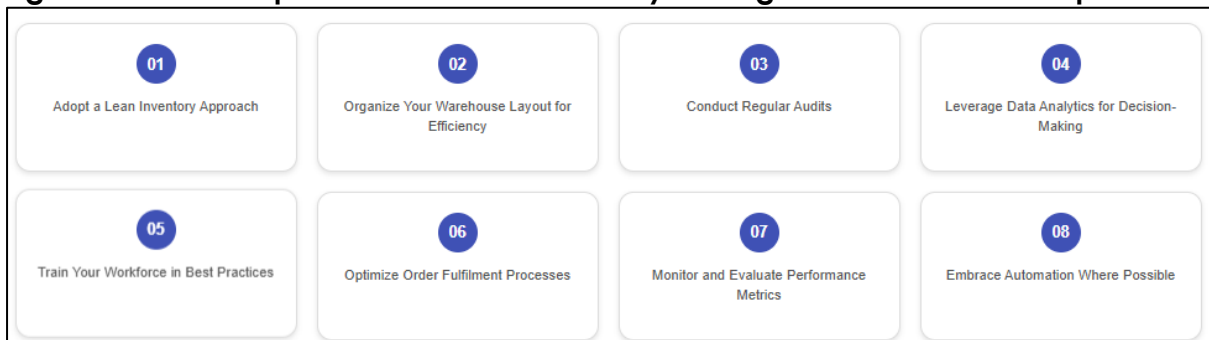 01
Adopt a Lean Inventory Approach
02
Organize Your Warehouse Layout for
Efficiency
03
Conduct Regular Audits
04
Leverage Data Analytics for Decision-
Making
05
Train Your Workforce in Best Practices
06
Optimize Order Fulfilment Processes
07
Monitor and Evaluate Performance
Metrics
08
Embrace Automation Where Possible